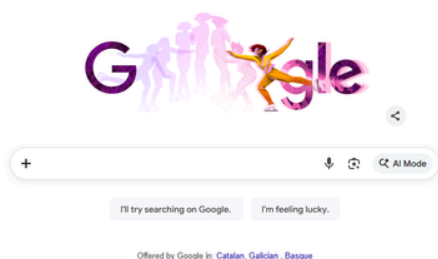 Google
AI Mode
I'll try searching on Google. I'm feeling lucky.
Offered by Google in: Catalan, Galician , Basque